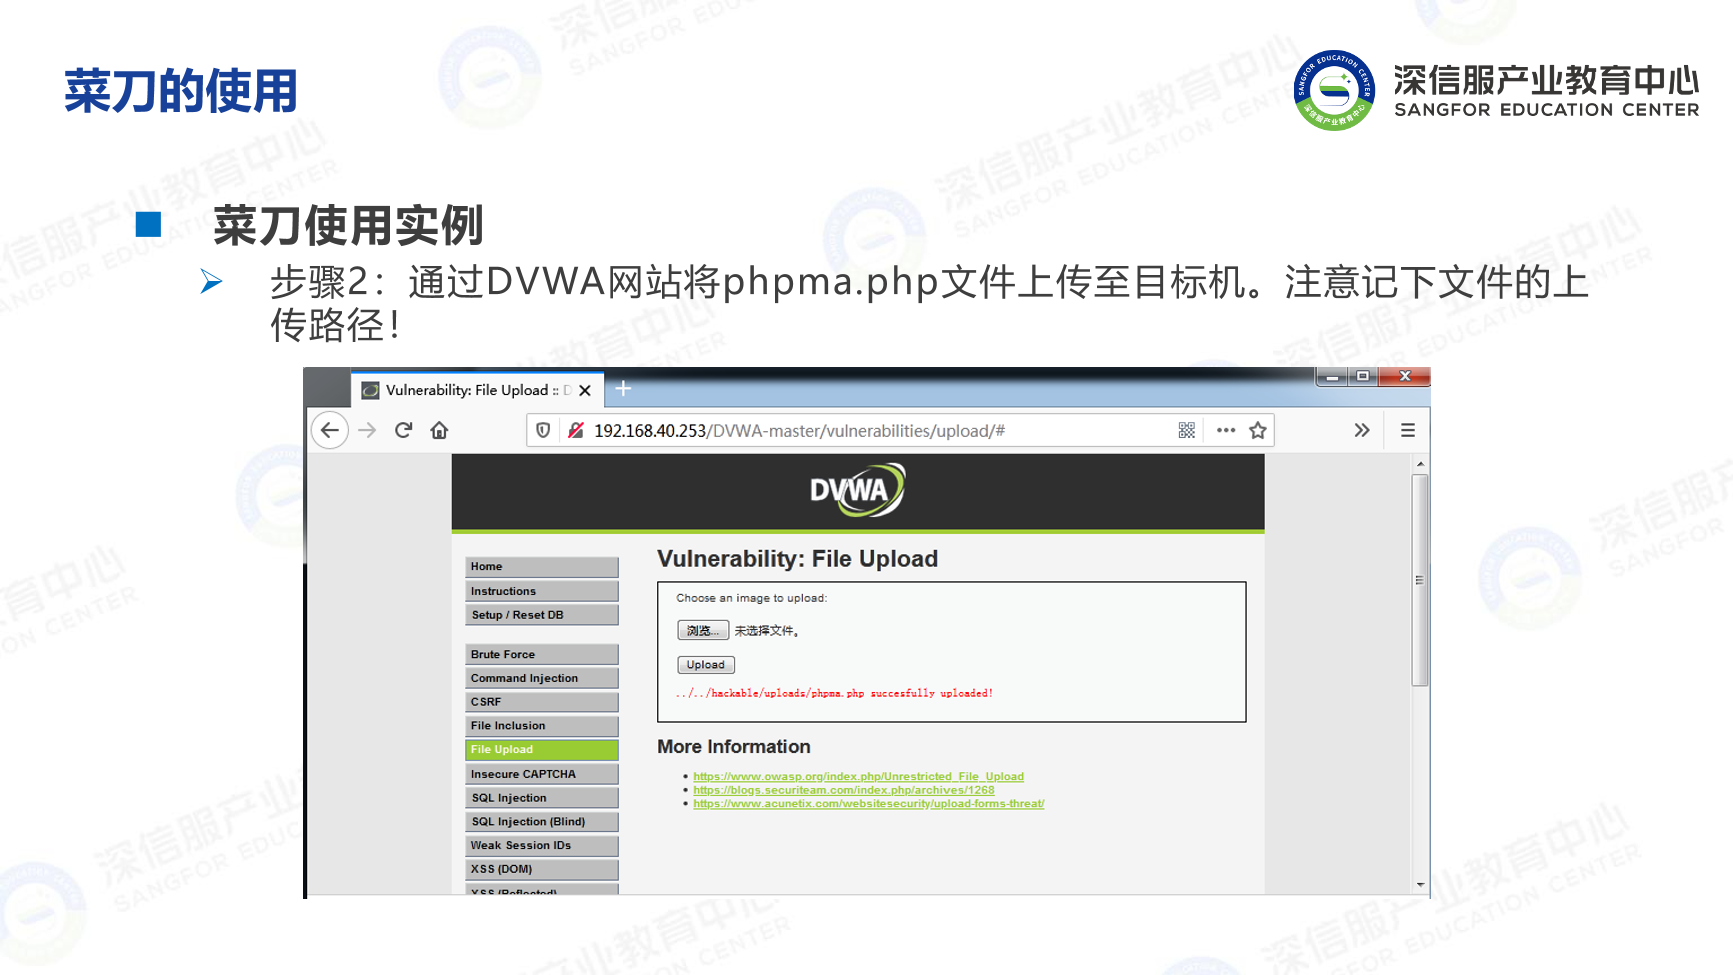 菜刀的使用
深信服产业教育中心
SANGFOR EDUCATION CENTER
菜刀使用实例
步骤2：通过DVWA网站将phpma.php文件上传至目标机。注意记下文件的上
传路径！
Vulnerability: File Upload :: D
192.168.40.253/DVWA-master/vulnerabilities/upload/#
DVWA
Home
Instructions
Setup / Reset DB
Brute Force
Command Injection
CSRF
File Inclusion
File Upload
Insecure CAPTCHA
SQL Injection
SQL Injection (Blind)
Weak Session IDs
XSS (DOM)
XSS (Reflected)
Vulnerability: File Upload
Choose an image to upload:
浏览... 未选择文件。
Upload
../../hackable/uploads/phpma.php succesfully uploaded!
More Information
https://www.owasp.org/index.php/Unrestricted_File_Upload
https://blogs.securiteam.com/index.php/archives/1268
https://www.acunetix.com/websitesecurity/upload-forms-threat/